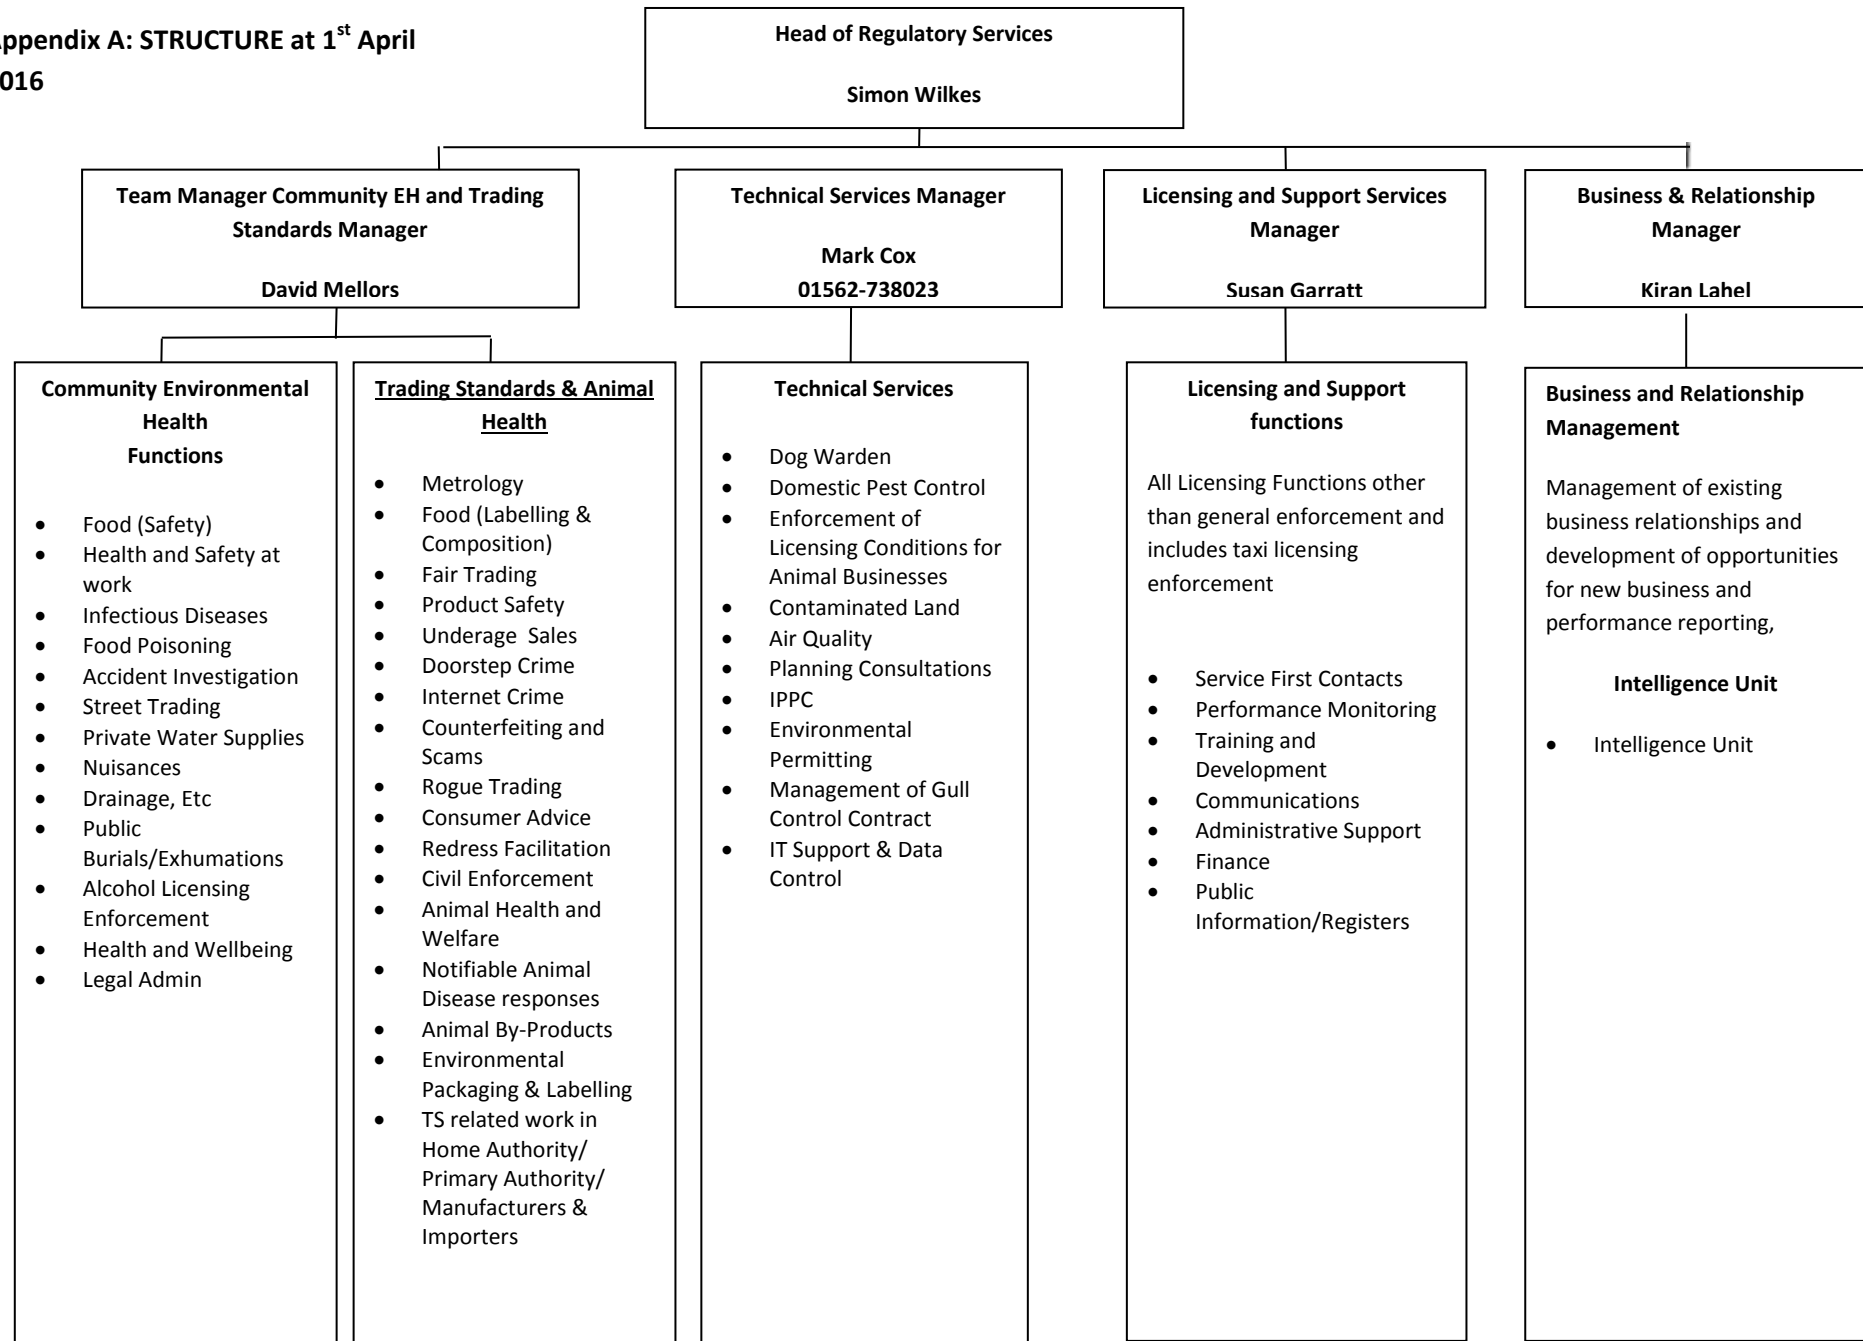 ppendix A: STRUCTURE at 1st April
016
Head of Regulatory Services
Simon Wilkes
Team Manager Community EH and Trading
Standards Manager
David Mellors
Technical Services Manager
Mark Cox
01562-738023
Licensing and Support Services
Manager
Susan Garratt
Business & Relationship
Manager
Kiran Lahel
Community Environmental
Health
Functions
• Food (Safety)
• Health and Safety at
work
• Infectious Diseases
• Food Poisoning
• Accident Investigation
• Street Trading
• Private Water Supplies
• Nuisances
• Drainage, Etc
• Public
Burials/Exhumations
• Alcohol Licensing
Enforcement
• Health and Wellbeing
• Legal Admin
Trading Standards & Animal
Health
• Metrology
• Food (Labelling &
Composition)
• Fair Trading
• Product Safety
• Underage  Sales
• Doorstep Crime
• Internet Crime
• Counterfeiting and
Scams
• Rogue Trading
• Consumer Advice
• Redress Facilitation
• Civil Enforcement
• Animal Health and
Welfare
• Notifiable Animal
Disease responses
• Animal By-Products
• Environmental
Packaging & Labelling
• TS related work in
Home Authority/
Primary Authority/
Manufacturers &
Importers
Technical Services
• Dog Warden
• Domestic Pest Control
• Enforcement of
Licensing Conditions for
Animal Businesses
• Contaminated Land
• Air Quality
• Planning Consultations
• IPPC
• Environmental
Permitting
• Management of Gull
Control Contract
• IT Support & Data
Control
Licensing and Support
functions
All Licensing Functions other
than general enforcement and
includes taxi licensing
enforcement
• Service First Contacts
• Performance Monitoring
• Training and
Development
• Communications
• Administrative Support
• Finance
• Public
Information/Registers
Business and Relationship
Management
Management of existing
business relationships and
development of opportunities
for new business and
performance reporting,
Intelligence Unit
• Intelligence Unit